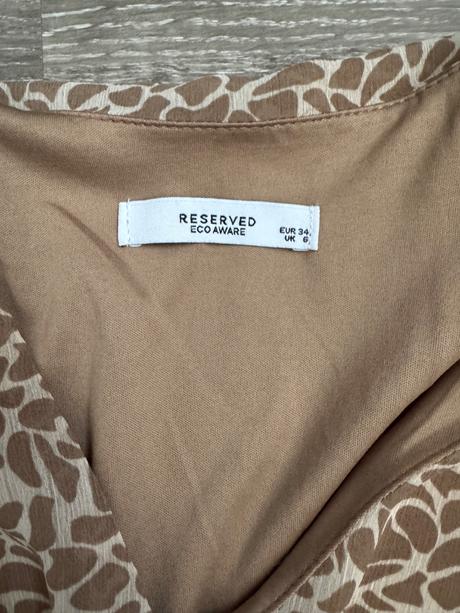 RESERVED
ECO AWARE
EUR 34
UK 6